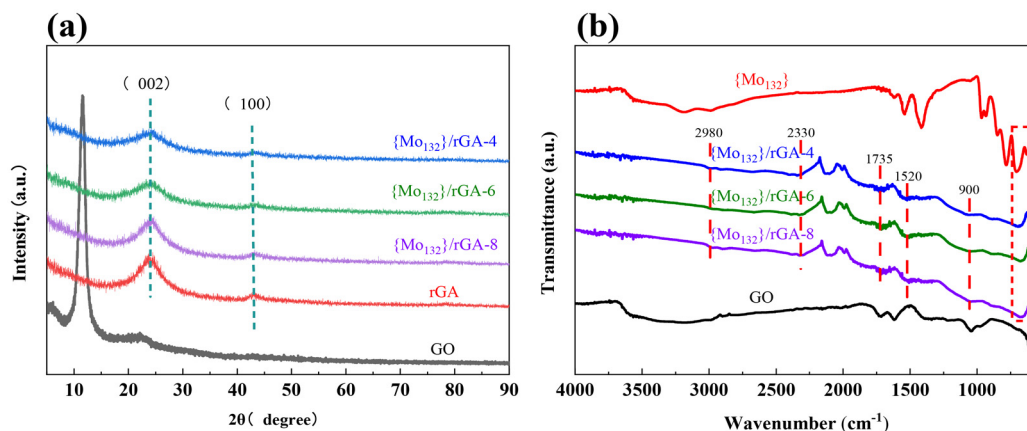 (a)
( 002)
( 100)
{Mo132}/rGA-4
{Mo132}/rGA-6
{Mo132}/rGA-8
rGA
GO
Intensity (a.u.)
5 10 20 30 40 50 60 70 80 90
2θ( degree)
(b)
{Mo132}
2980 2330 {Mo132}/rGA-4 1735 1520 900
{Mo132}/rGA-6
{Mo132}/rGA-8
GO
Transmittance (a.u.)
4000 3500 3000 2500 2000 1500 1000
Wavenumber (cm-1)